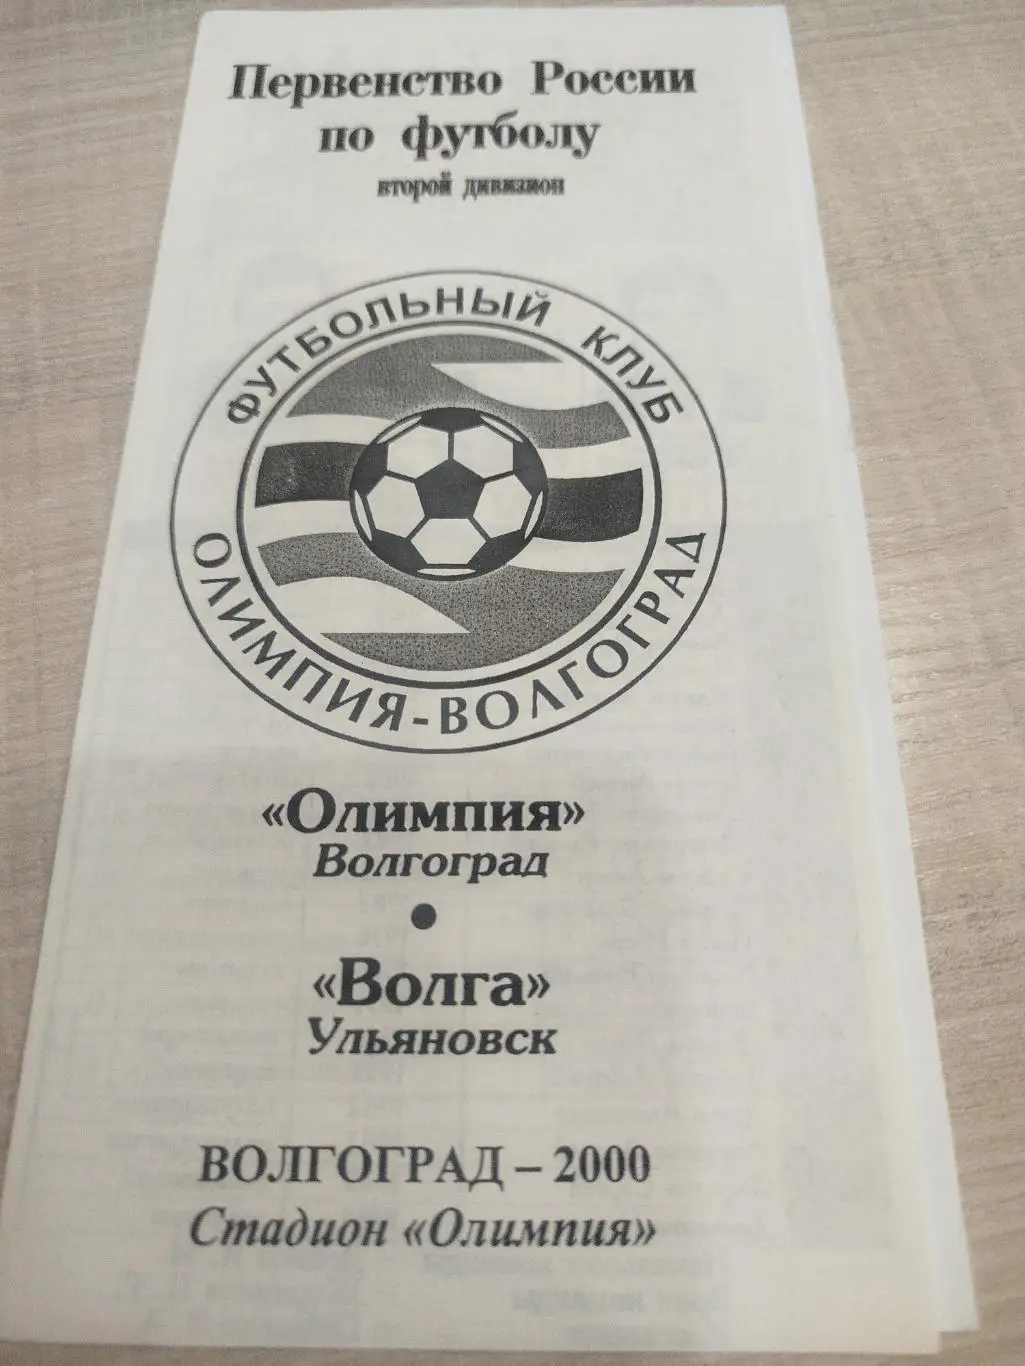 Первенство России
по футболу
второй дивизион
ФУТБОЛЬНЫЙ КЛУБ
ОЛИМПИЯ-ВОЛГОГРАД
«Олимпия»
Волгоград
•
«Волга»
Ульяновск
ВОЛГОГРАД – 2000
Стадион «Олимпия»